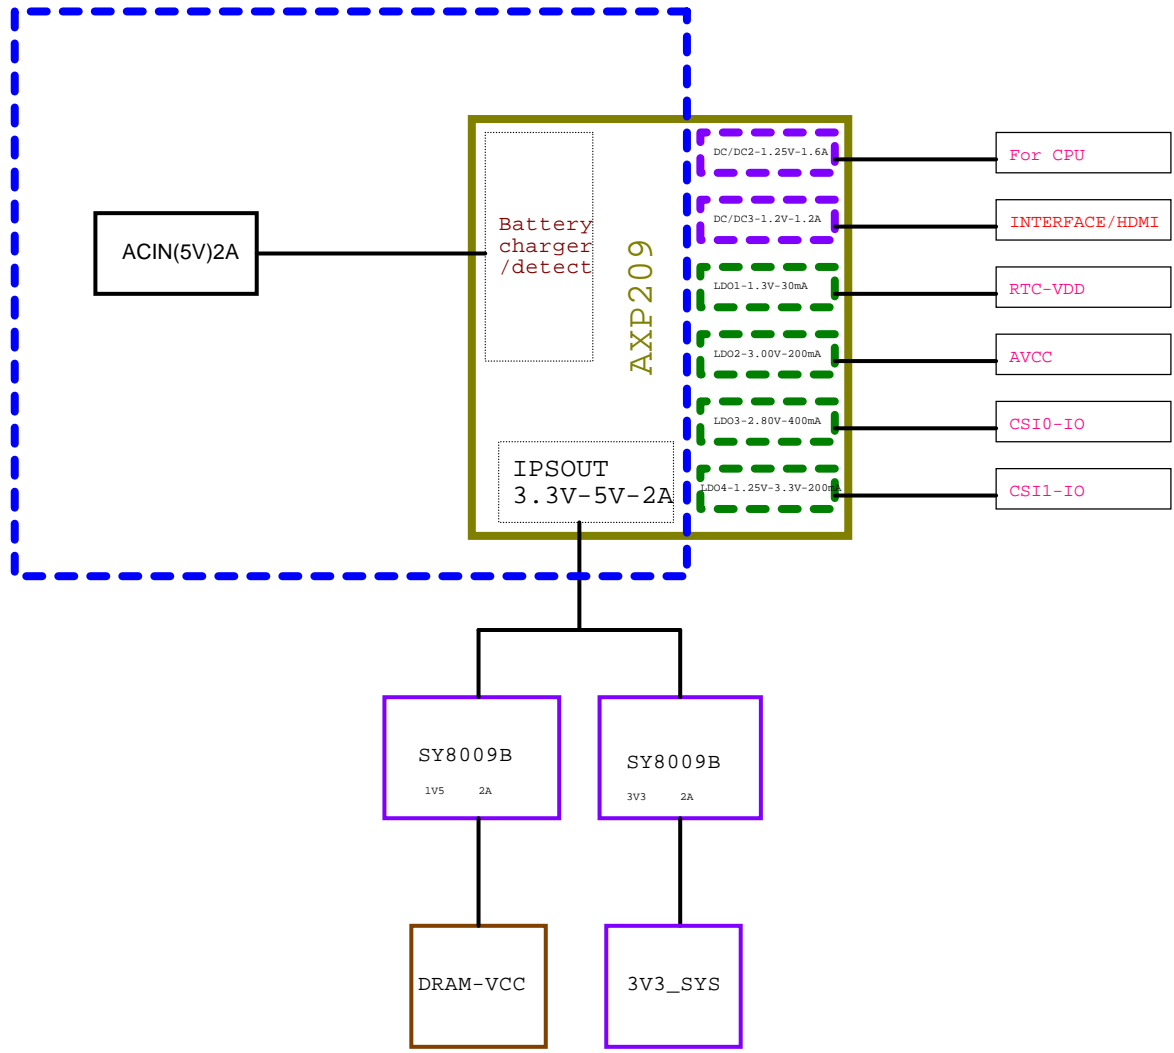 DC/DC2-1.25V-1.6A
For CPU
DC/DC3-1.2V-1.2A
INTERFACE/HDMI
ACIN(5V)2A
Battery
charger
/detect
AXP209
LDO1-1.3V-30mA
RTC-VDD
LDO2-3.00V-200mA
AVCC
LDO3-2.80V-400mA
CSI0-IO
IPSOUT
3.3V-5V-2A
LDO4-1.25V-3.3V-200mA
CSI1-IO
SY8009B
1V5 2A
SY8009B
3V3 2A
DRAM-VCC
3V3_SYS